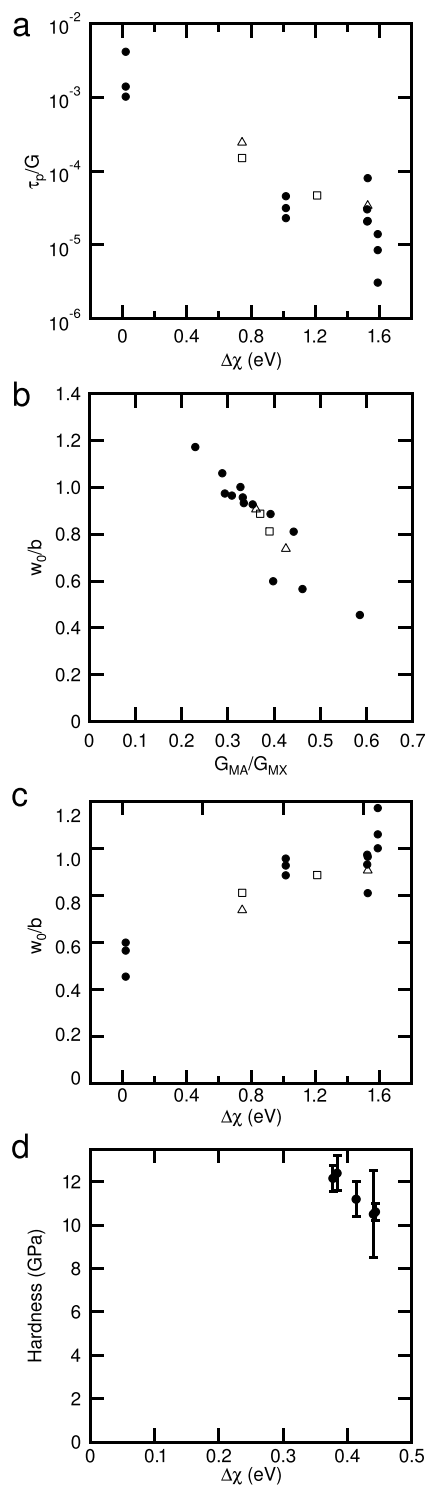 a
10⁻²
10⁻³
10⁻⁴
10⁻⁵
10⁻⁶
τₚ/G
0 0.4 0.8 1.2 1.6
Δχ (eV)
b
1.4
1.2
1.0
0.8
0.6
0.4
0.2
0
w₀/b
0 0.1 0.2 0.3 0.4 0.5 0.6 0.7
G_MA/G_MX
c
1.2
1.0
0.8
0.6
0.4
0.2
0
w₀/b
0 0.4 0.8 1.2 1.6
Δχ (eV)
d
12
10
8
6
4
2
0
Hardness (GPa)
0 0.1 0.2 0.3 0.4 0.5
Δχ (eV)